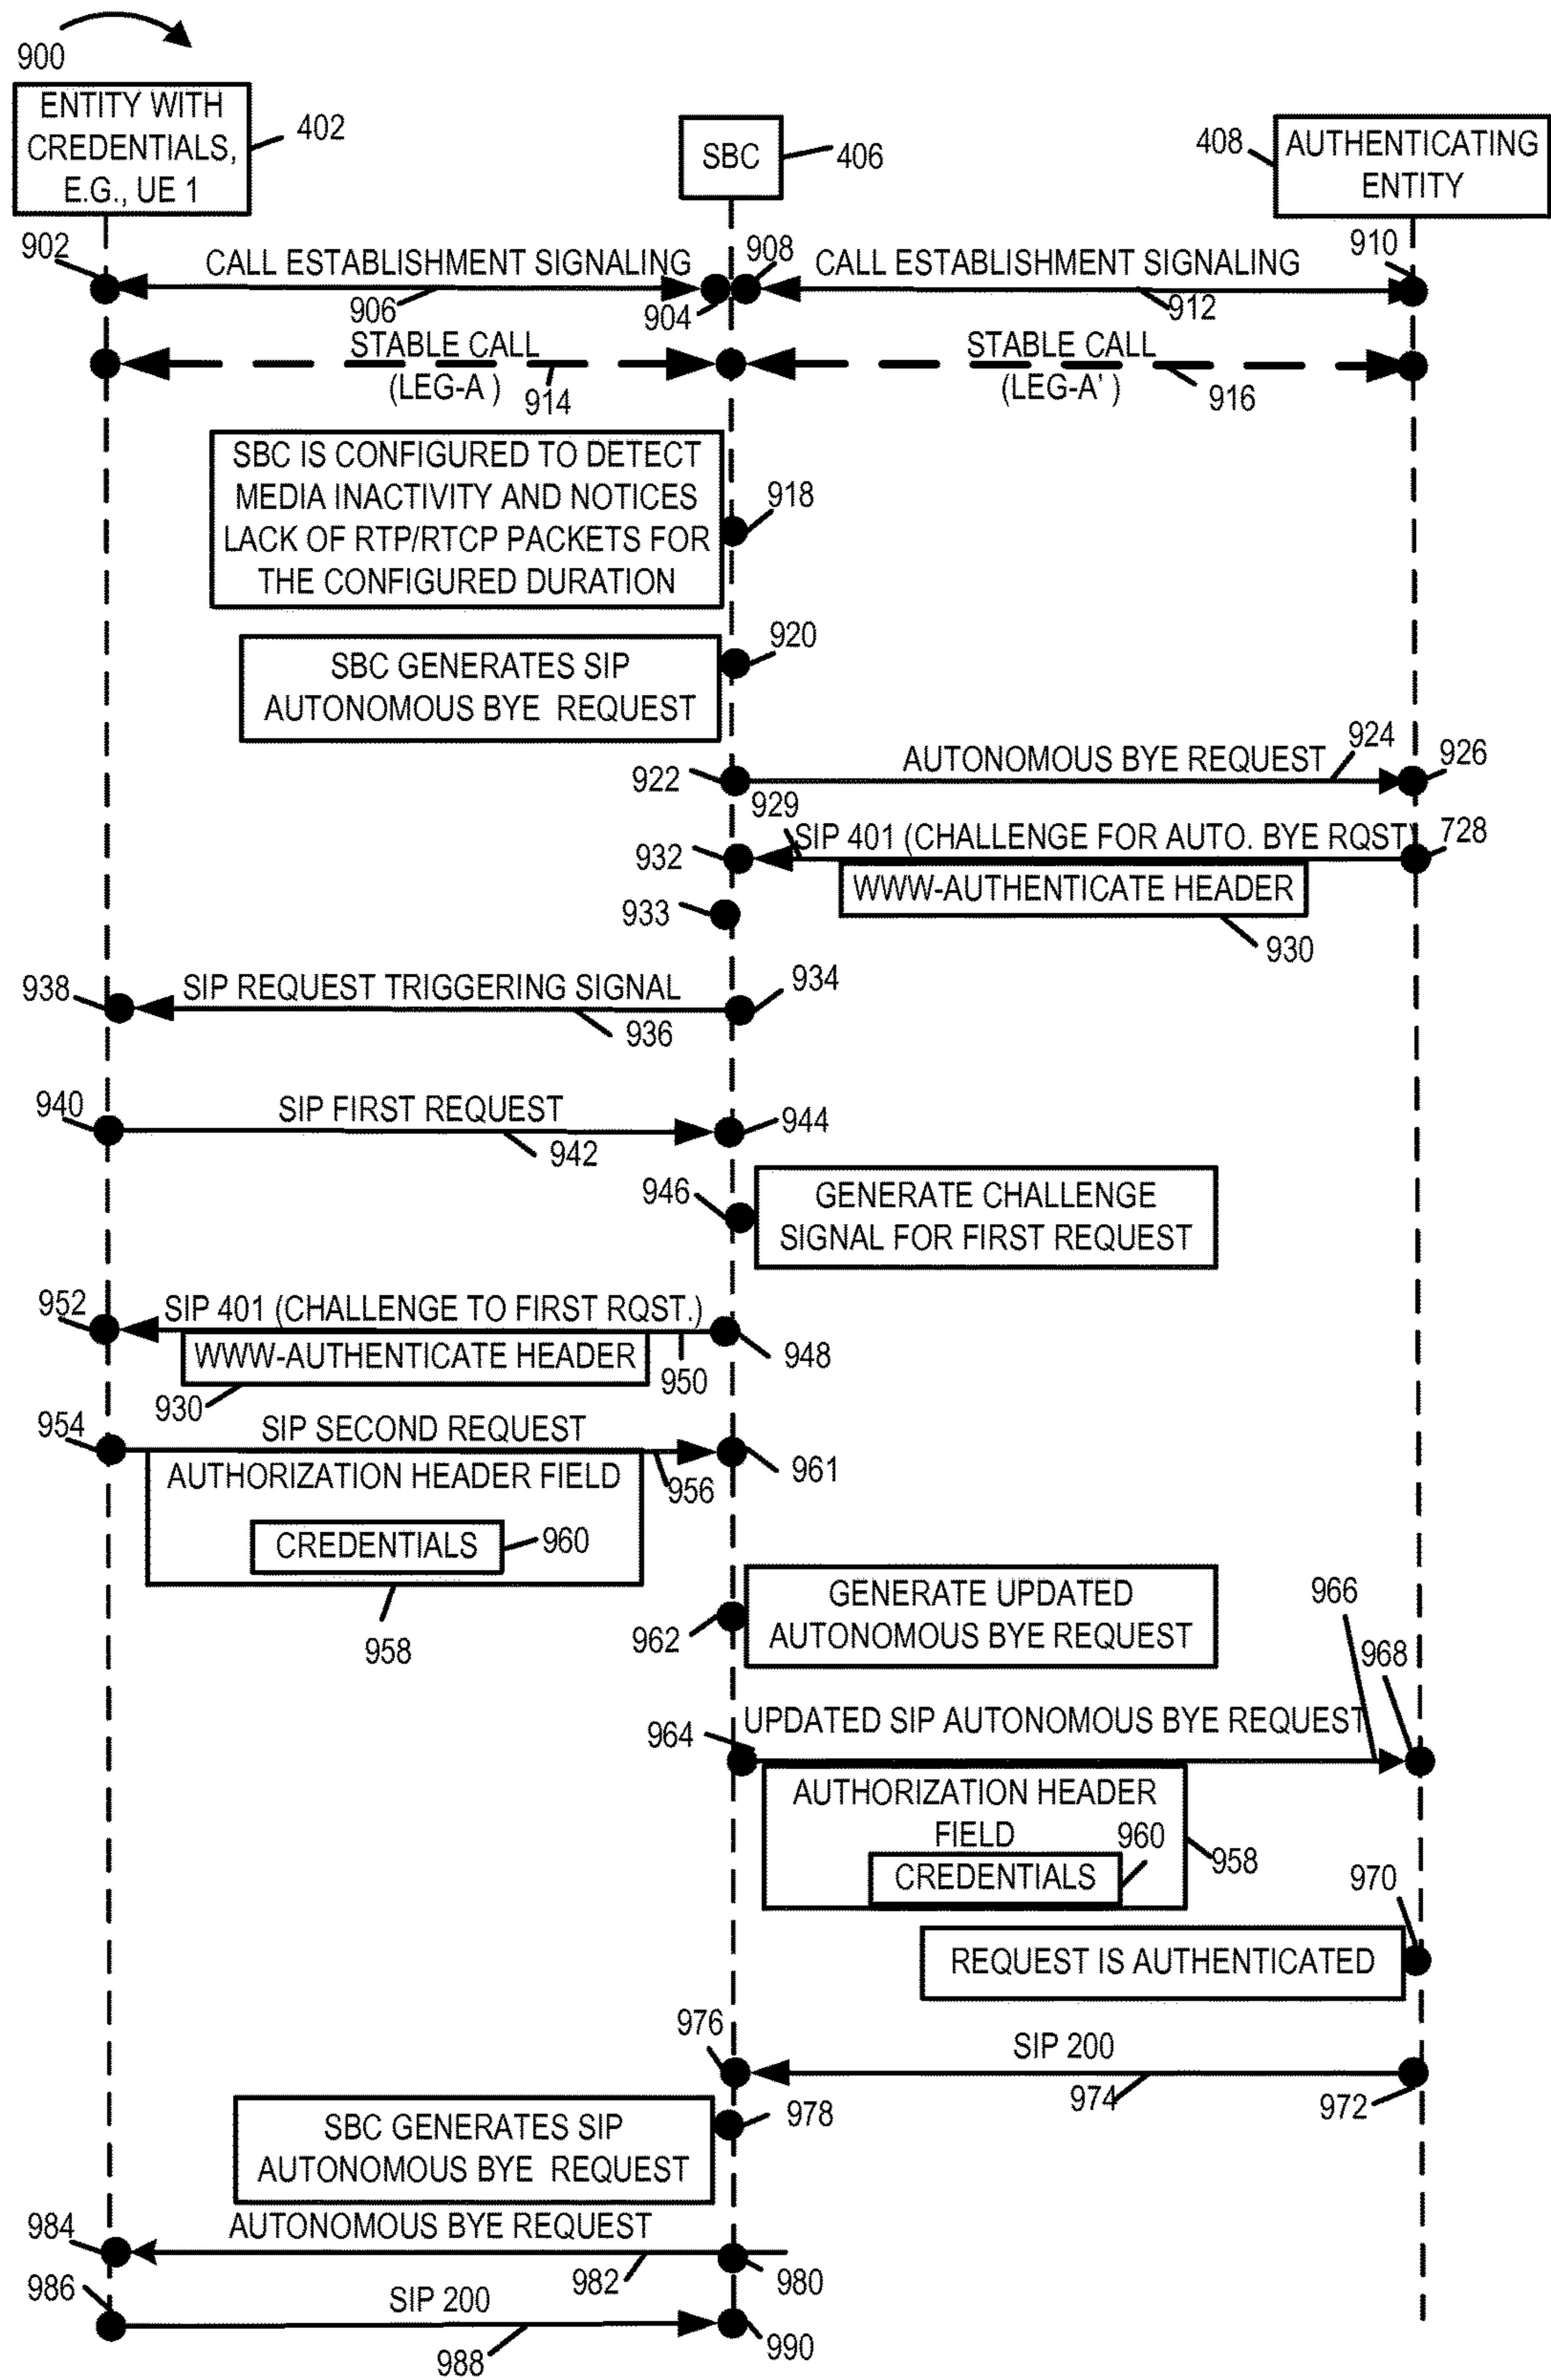 900
ENTITY WITH
CREDENTIALS,
E.G., UE 1
402
SBC
406
408
AUTHENTICATING
ENTITY
902
CALL ESTABLISHMENT SIGNALING
906
904
908
CALL ESTABLISHMENT SIGNALING
912
910
STABLE CALL
(LEG-A )
914
STABLE CALL
(LEG-A' )
916
SBC IS CONFIGURED TO DETECT
MEDIA INACTIVITY AND NOTICES
LACK OF RTP/RTCP PACKETS FOR
THE CONFIGURED DURATION
918
SBC GENERATES SIP
AUTONOMOUS BYE REQUEST
920
922
AUTONOMOUS BYE REQUEST
924
926
929
932
SIP 401 (CHALLENGE FOR AUTO. BYE RQST)
728
WWW-AUTHENTICATE HEADER
930
933
938
SIP REQUEST TRIGGERING SIGNAL
936
934
940
SIP FIRST REQUEST
942
944
946
GENERATE CHALLENGE
SIGNAL FOR FIRST REQUEST
952
SIP 401 (CHALLENGE TO FIRST RQST.)
948
WWW-AUTHENTICATE HEADER
950
930
954
SIP SECOND REQUEST
961
AUTHORIZATION HEADER FIELD
956
CREDENTIALS
960
958
962
GENERATE UPDATED
AUTONOMOUS BYE REQUEST
966
968
964
UPDATED SIP AUTONOMOUS BYE REQUEST
AUTHORIZATION HEADER
FIELD
960
958
CREDENTIALS
970
REQUEST IS AUTHENTICATED
976
SIP 200
974
972
SBC GENERATES SIP
AUTONOMOUS BYE REQUEST
978
984
AUTONOMOUS BYE REQUEST
982
980
986
SIP 200
988
990